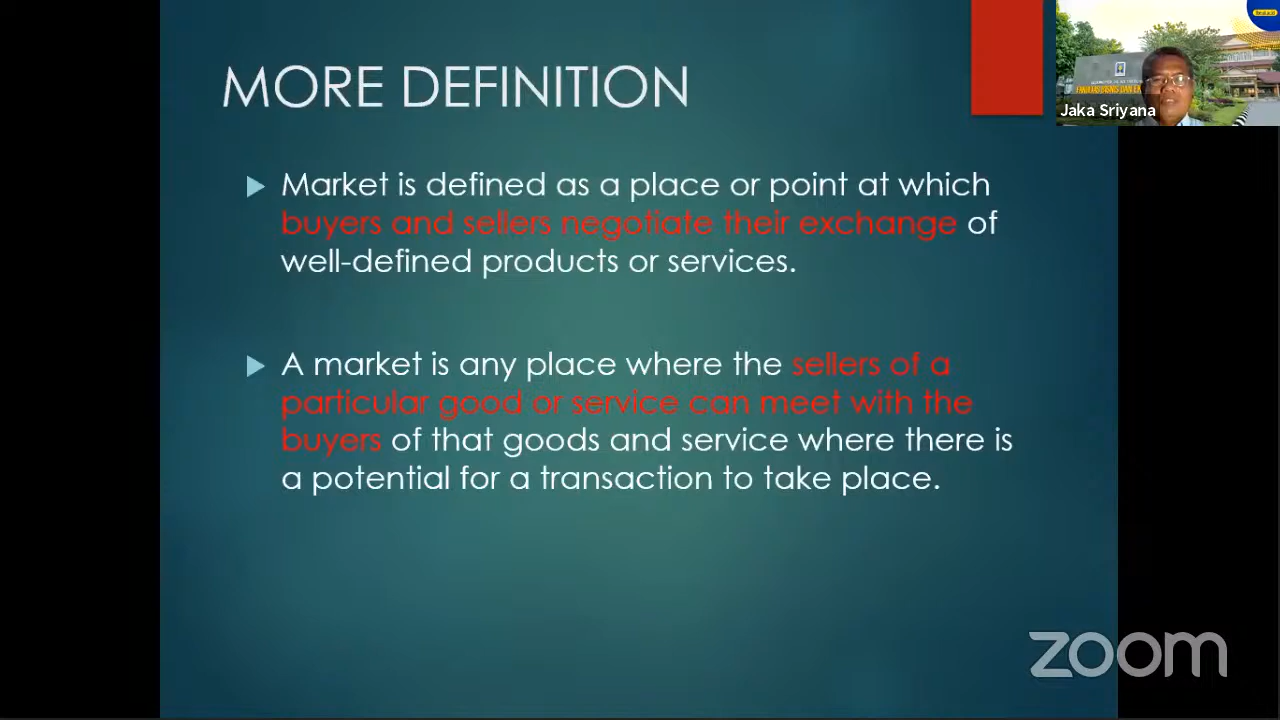 MORE DEFINITION
Market is defined as a place or point at which
buyers and sellers negotiate their exchange of
well-defined products or services.
A market is any place where the sellers of a
particular good or service can meet with the
buyers of that goods and service where there is
a potential for a transaction to take place.
Jaka Sriyana
zoom